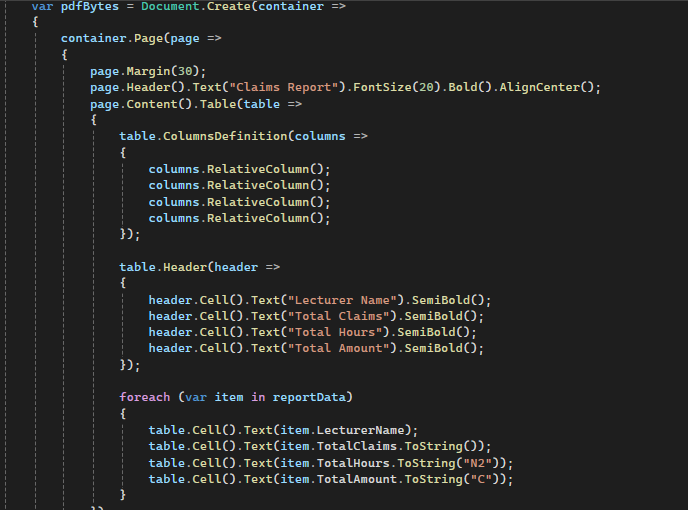 var pdfBytes = Document.Create(container =>
{
container.Page(page =>
{
page.Margin(30);
page.Header().Text("Claims Report").FontSize(20).Bold().AlignCenter();
page.Content().Table(table =>
{
table.ColumnsDefinition(columns =>
{
columns.RelativeColumn();
columns.RelativeColumn();
columns.RelativeColumn();
columns.RelativeColumn();
});
table.Header(header =>
{
header.Cell().Text("Lecturer Name").SemiBold();
header.Cell().Text("Total Claims").SemiBold();
header.Cell().Text("Total Hours").SemiBold();
header.Cell().Text("Total Amount").SemiBold();
});
foreach (var item in reportData)
{
table.Cell().Text(item.LecturerName);
table.Cell().Text(item.TotalClaims.ToString());
table.Cell().Text(item.TotalHours.ToString("N2"));
table.Cell().Text(item.TotalAmount.ToString("C"));
}